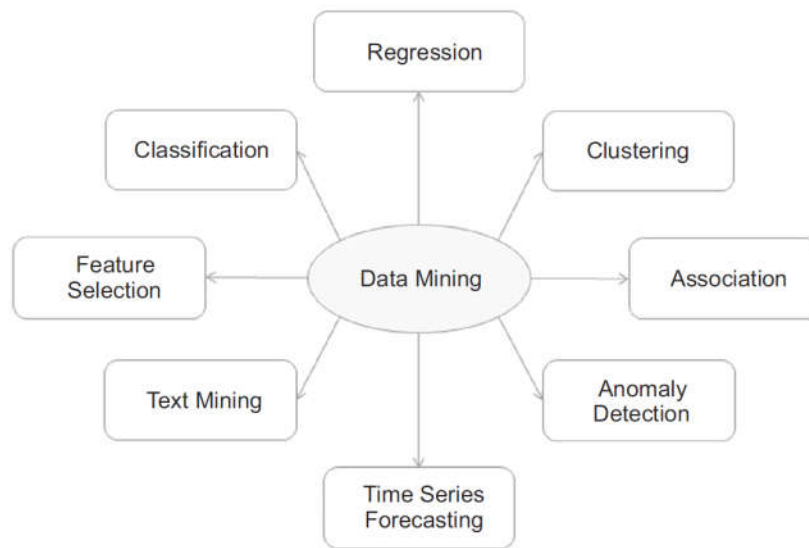 Regression
Classification
Clustering
Feature
Selection
Data Mining
Association
Text Mining
Anomaly
Detection
Time Series
Forecasting